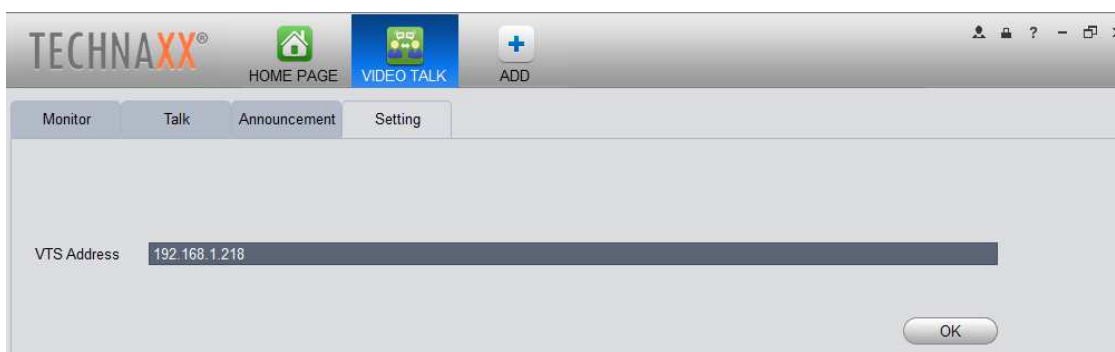 TECHNAXX®
HOME PAGE
VIDEO TALK
ADD
?
Monitor
Talk
Announcement
Setting
VTS Address
192.168.1.218
OK